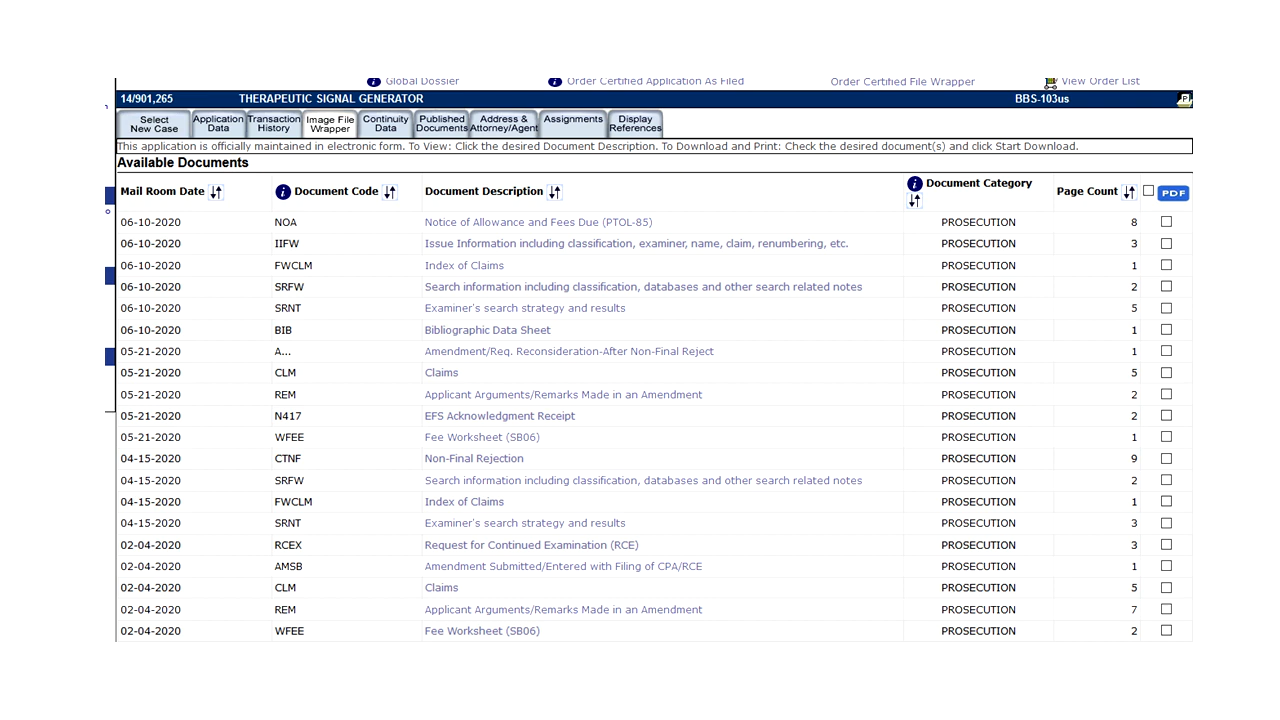 Global Dossier Order Certified Application As Filed Order Certified File Wrapper View Order List
14/901,265 THERAPEUTIC SIGNAL GENERATOR BBS-103us
Select New Case Application Data Transaction History Image File Wrapper Continuity Data Published Documents Address & Attorney/Agent Assignments Display References
This application is officially maintained in electronic form. To View: Click the desired Document Description. To Download and Print: Check the desired document(s) and click Start Download.
Available Documents
Mail Room Date Document Code Document Description Document Category Page Count PDF
06-10-2020 NOA Notice of Allowance and Fees Due (PTOL-85) PROSECUTION 8
06-10-2020 IIFW Issue Information including classification, examiner, name, claim, renumbering, etc. PROSECUTION 3
06-10-2020 FWCLM Index of Claims PROSECUTION 1
06-10-2020 SRFW Search information including classification, databases and other search related notes PROSECUTION 2
06-10-2020 SRNT Examiner's search strategy and results PROSECUTION 5
06-10-2020 BIB Bibliographic Data Sheet PROSECUTION 1
05-21-2020 A... Amendment/Req. Reconsideration-After Non-Final Reject PROSECUTION 1
05-21-2020 CLM Claims PROSECUTION 5
05-21-2020 REM Applicant Arguments/Remarks Made in an Amendment PROSECUTION 2
05-21-2020 N417 EFS Acknowledgment Receipt PROSECUTION 2
05-21-2020 WFEE Fee Worksheet (SB06) PROSECUTION 1
04-15-2020 CTNF Non-Final Rejection PROSECUTION 9
04-15-2020 SRFW Search information including classification, databases and other search related notes PROSECUTION 2
04-15-2020 FWCLM Index of Claims PROSECUTION 1
04-15-2020 SRNT Examiner's search strategy and results PROSECUTION 3
02-04-2020 RCEX Request for Continued Examination (RCE) PROSECUTION 3
02-04-2020 AMSB Amendment Submitted/Entered with Filing of CPA/RCE PROSECUTION 1
02-04-2020 CLM Claims PROSECUTION 5
02-04-2020 REM Applicant Arguments/Remarks Made in an Amendment PROSECUTION 7
02-04-2020 WFEE Fee Worksheet (SB06) PROSECUTION 2